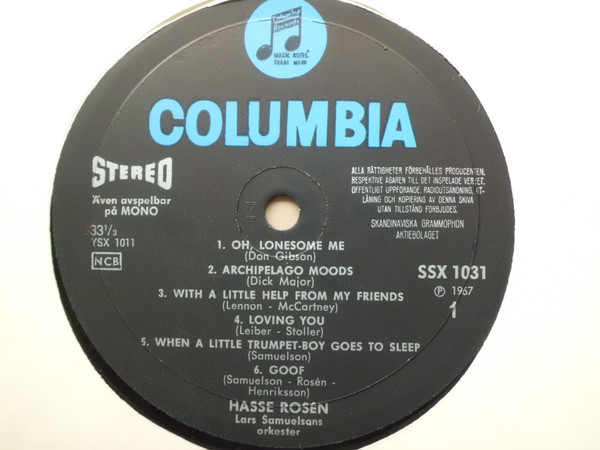 Columbia
Records
MAGIC NOTES
TRADE MARK
COLUMBIA
STEREO
Även avspelbar
på MONO
33 1/3
YSX 1011
NCB
ALLA RÄTTIGHETER FÖRBEHÅLLES PRODUCENTEN,
RESPEKTIVE ÄGAREN TILL DET INSPELADE VERKET.
OFFENTLIGT UPPFÖRANDE, RADIOUTSÄNDNING, UT-
LÅNING OCH KOPIERING AV DENNA SKIVA
UTAN TILLSTÅND FÖRBJUDES.
SKANDINAVISKA GRAMMOPHON
AKTIEBOLAGET
SSX 1031
Ⓟ 1967
1
1. OH, LONESOME ME
(Don Gibson)
2. ARCHIPELAGO MOODS
(Dick Major)
3. WITH A LITTLE HELP FROM MY FRIENDS
(Lennon - McCartney)
4. LOVING YOU
(Leiber - Stoller)
5. WHEN A LITTLE TRUMPET-BOY GOES TO SLEEP
(Samuelson)
6. GOOF
(Samuelson - Rosén -
Henriksson)
HASSE ROSÉN
Lars Samuelsons
orkester